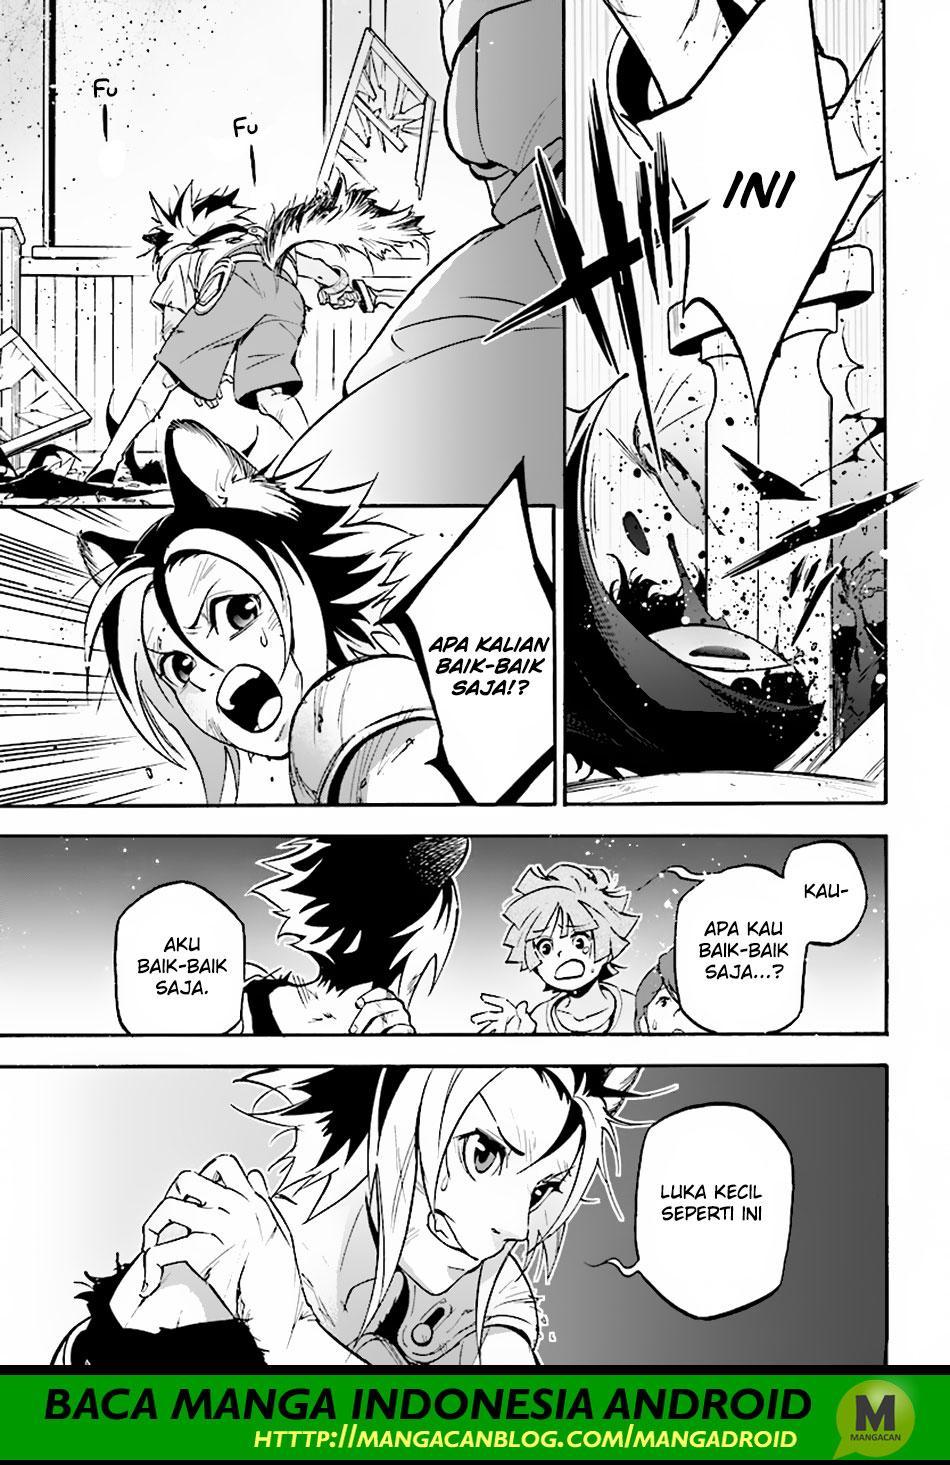 INI
Fu
Fu
APA KALIAN
BAIK-BAIK
SAJA!?
KAU-
APA KAU
BAIK-BAIK
SAJA...?
AKU
BAIK-BAIK
SAJA.
LUKA KECIL
SEPERTI INI
BACA MANGA INDONESIA ANDROID
HTTTP://MANGACANBLOG.COM/MANGADROID
M
MANGACAN